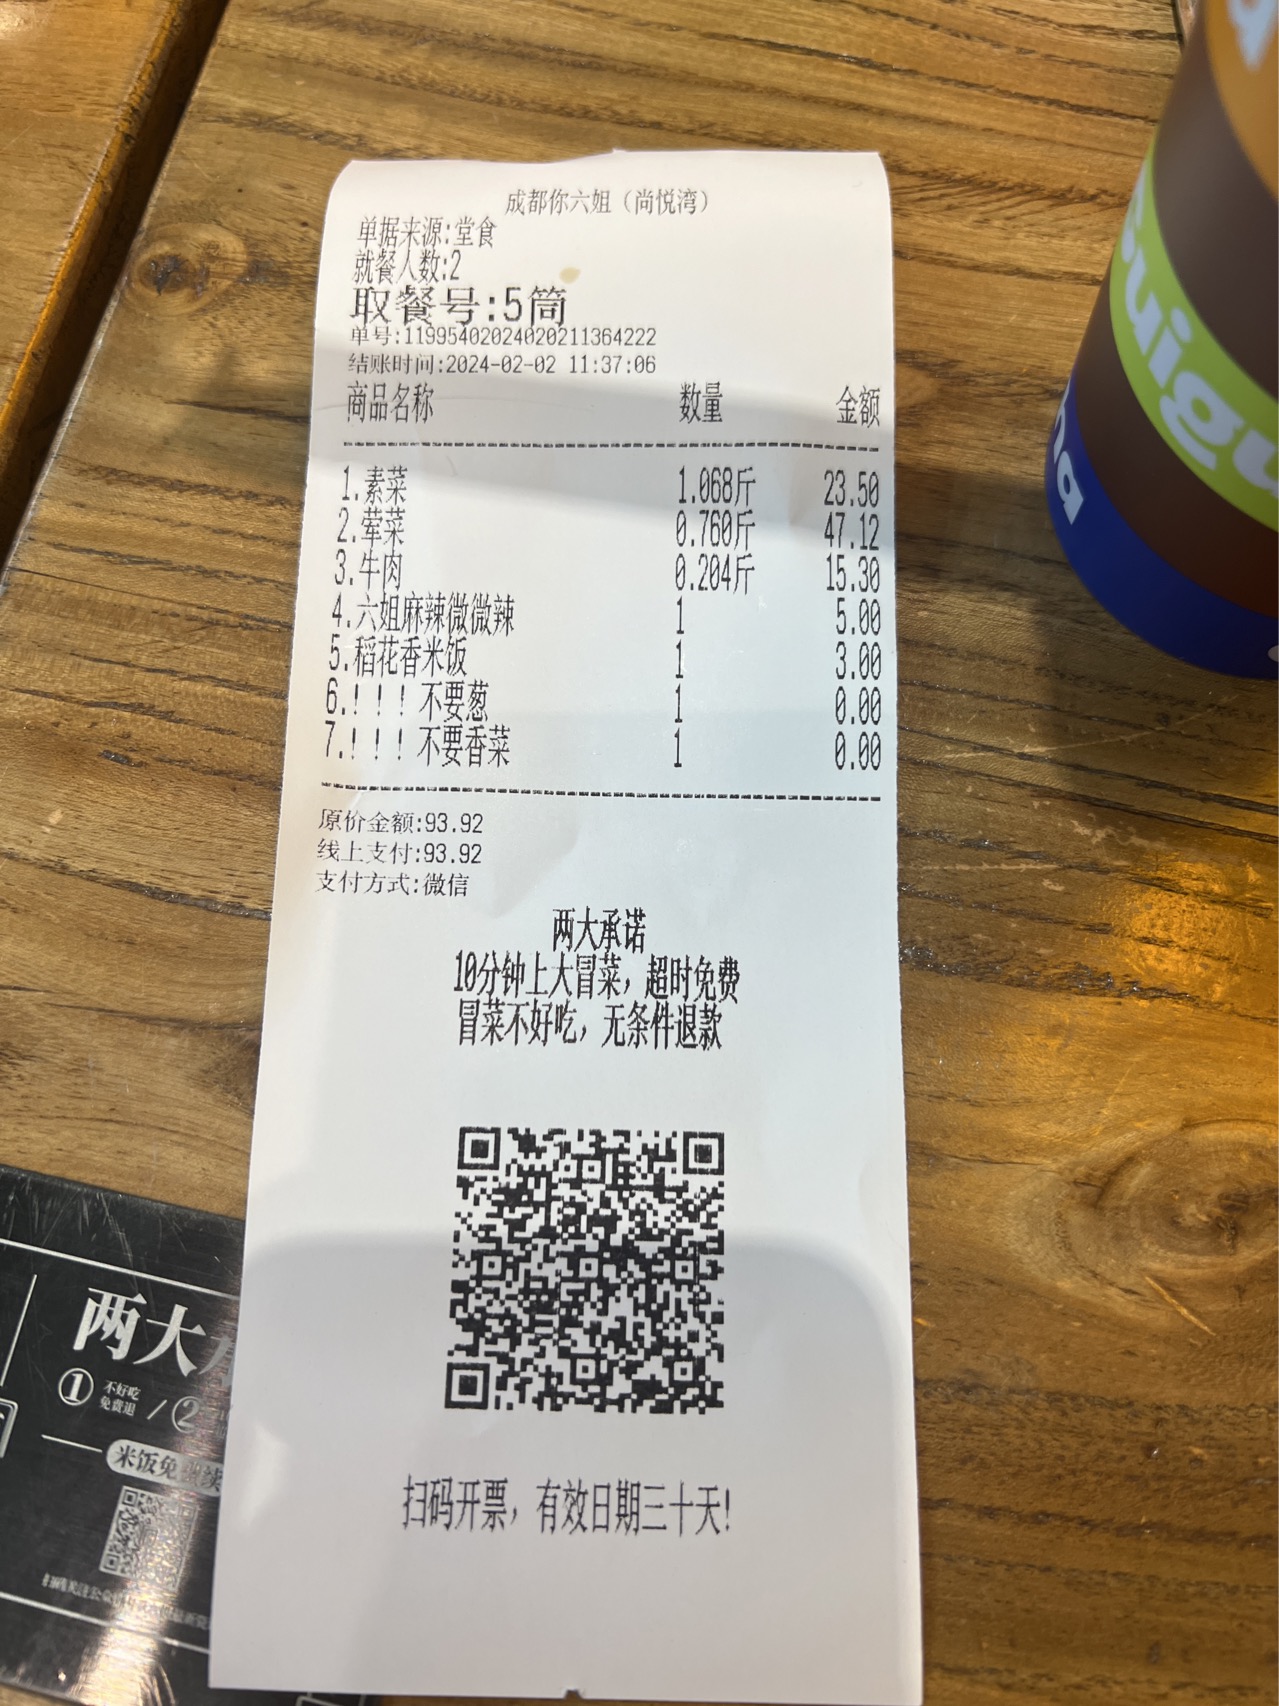 成都你六姐（尚悦湾）
单据来源:堂食
就餐人数:2
取餐号:5筒
单号:11995402024020211364222
结账时间:2024-02-02 11:37:06
商品名称 数量 金额
1.素菜 1.068斤 23.50
2.荤菜 0.760斤 47.12
3.牛肉 0.204斤 15.30
4.六姐麻辣微微辣 1 5.00
5.稻花香米饭 1 3.00
6.！！！不要葱 1 0.00
7.！！！不要香菜 1 0.00
原价金额:93.92
线上支付:93.92
支付方式:微信
两大承诺
10分钟上大冒菜，超时免费
冒菜不好吃，无条件退款
扫码开票，有效日期三十天!
两大
① 不好吃
免费退 / ②
米饭免
uigu
na